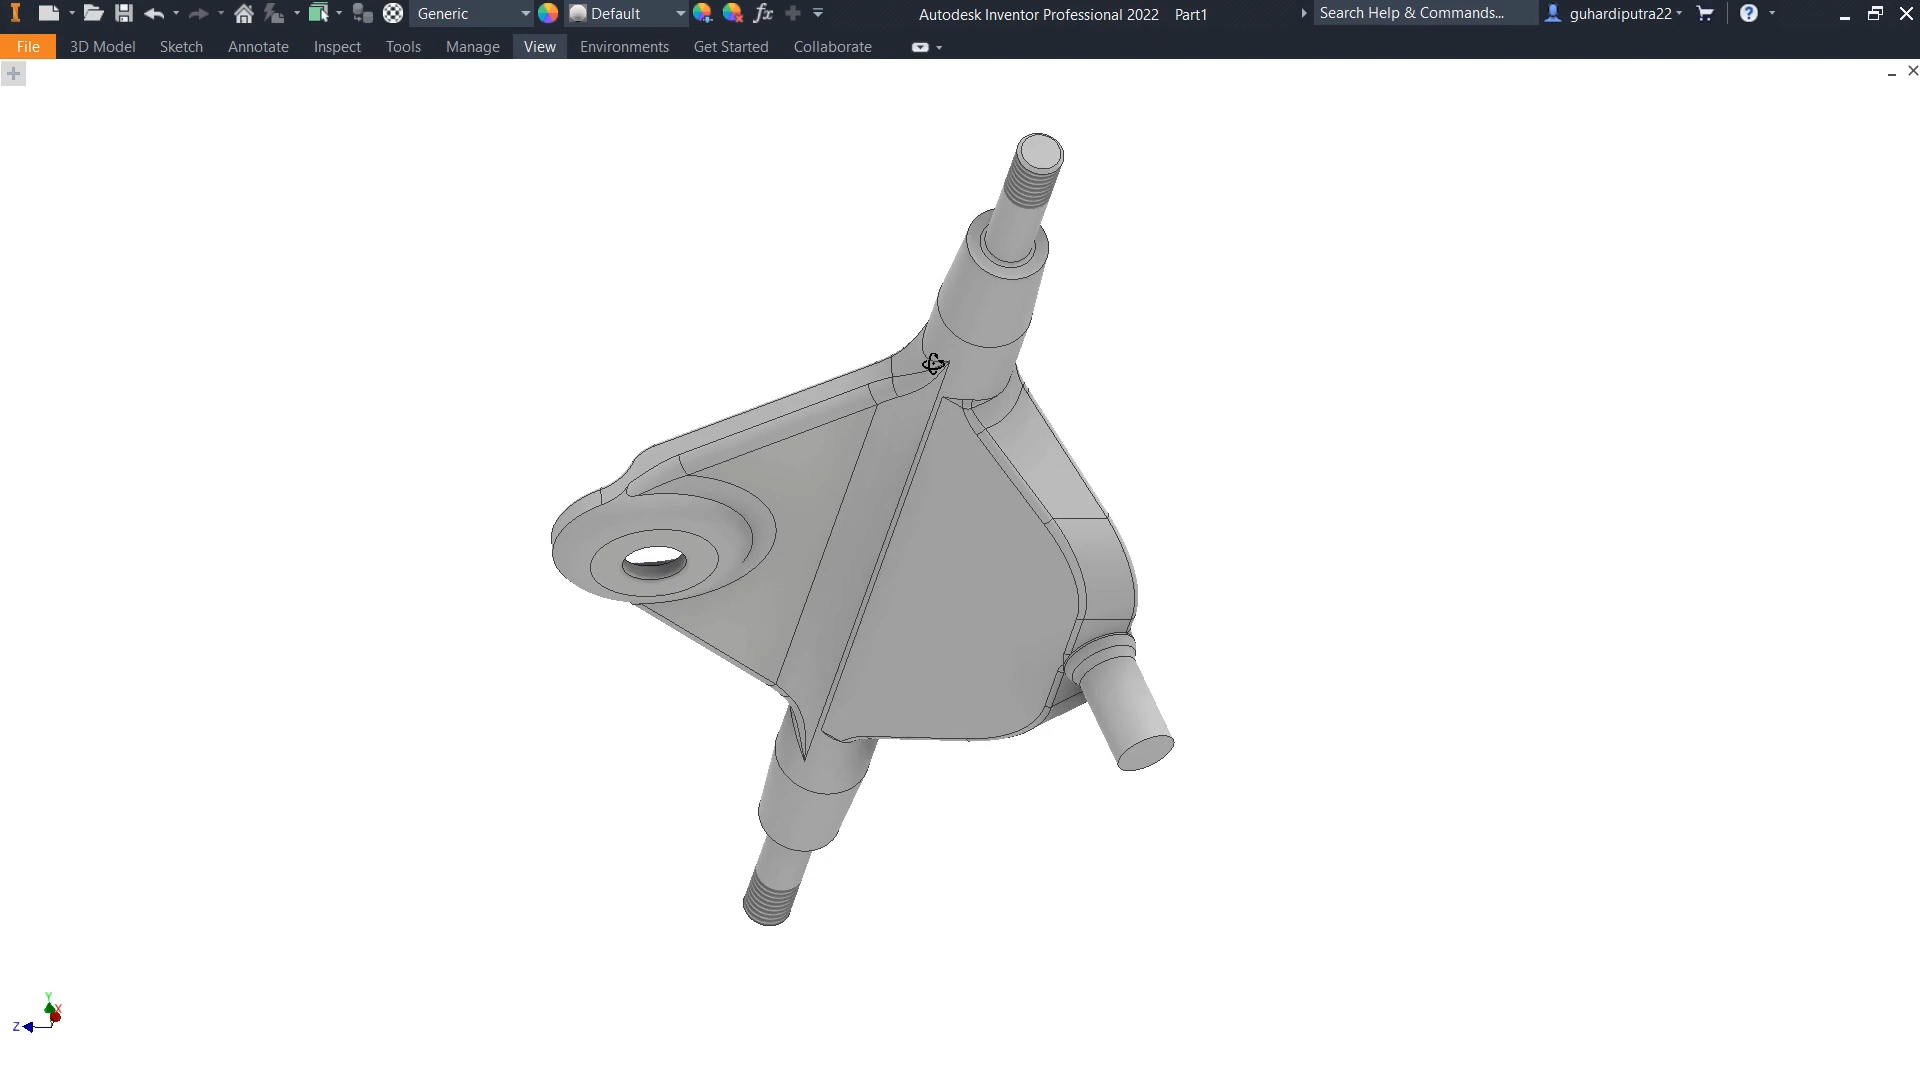 Generic Default Autodesk Inventor Professional 2022 Part1 Search Help & Commands... guhardiputra22
File 3D Model Sketch Annotate Inspect Tools Manage View Environments Get Started Collaborate
Y
X
Z